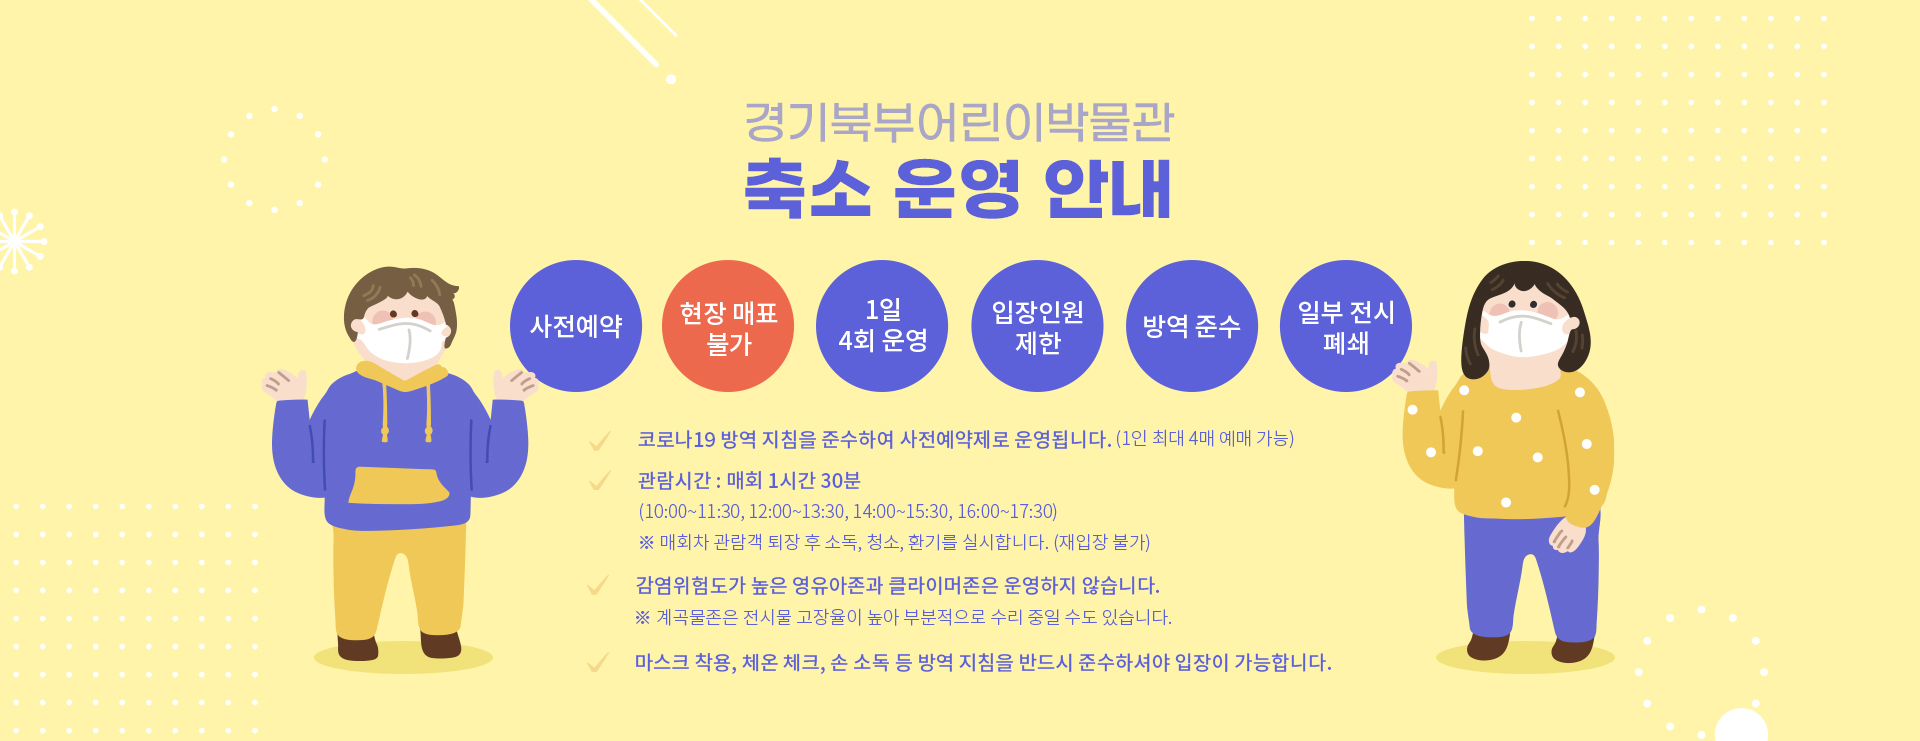 경기북부어린이박물관
축소 운영 안내
사전예약
현장 매표
불가
1일
4회 운영
입장인원
제한
방역 준수
일부 전시
폐쇄
코로나19 방역 지침을 준수하여 사전예약제로 운영됩니다. (1인 최대 4매 예매 가능)
관람시간 : 매회 1시간 30분
(10:00~11:30, 12:00~13:30, 14:00~15:30, 16:00~17:30)
※ 매회차 관람객 퇴장 후 소독, 청소, 환기를 실시합니다. (재입장 불가)
감염위험도가 높은 영유아존과 클라이머존은 운영하지 않습니다.
※ 계곡물존은 전시물 고장율이 높아 부분적으로 수리 중일 수도 있습니다.
마스크 착용, 체온 체크, 손 소독 등 방역 지침을 반드시 준수하셔야 입장이 가능합니다.